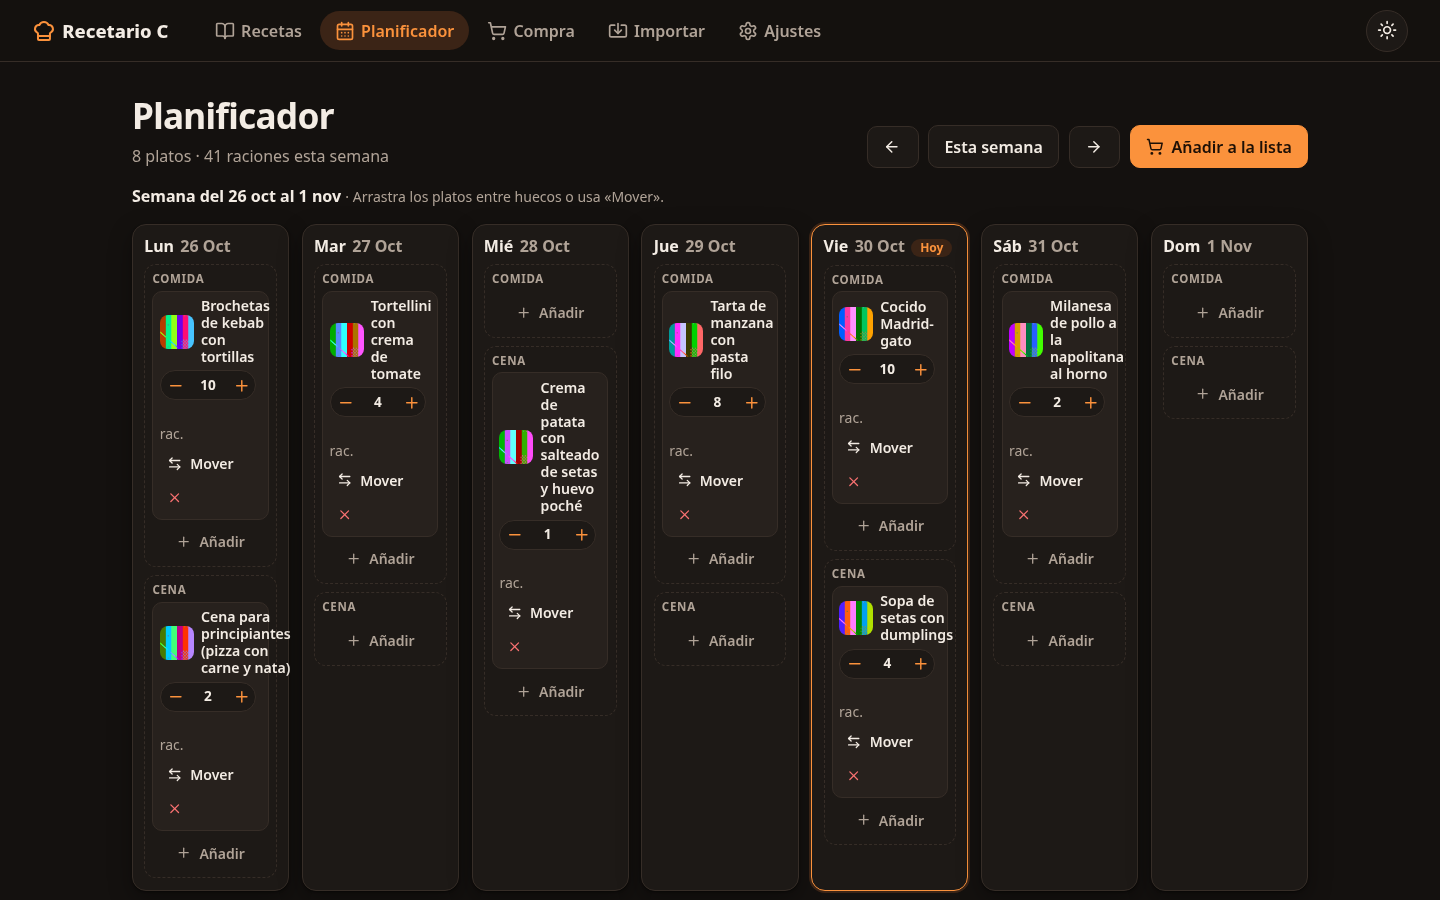 Recetario C
Recetas
Planificador
Compra
Importar
Ajustes
Planificador
8 platos · 41 raciones esta semana
Esta semana
Añadir a la lista
Semana del 26 oct al 1 nov · Arrastra los platos entre huecos o usa «Mover».
Lun 26 Oct
COMIDA
Brochetas
de kebab
con
tortillas
10
rac.
Mover
Añadir
CENA
Cena para
principiantes
(pizza con
carne y nata)
2
rac.
Mover
Añadir
Mar 27 Oct
COMIDA
Tortellini
con
crema
de
tomate
4
rac.
Mover
Añadir
CENA
Añadir
Mié 28 Oct
COMIDA
Añadir
CENA
Crema
de
patata
con
salteado
de setas
y huevo
poché
1
rac.
Mover
Añadir
Jue 29 Oct
COMIDA
Tarta de
manzana
con
pasta
filo
8
rac.
Mover
Añadir
CENA
Añadir
Vie 30 Oct Hoy
COMIDA
Cocido
Madrid-
gato
10
rac.
Mover
Añadir
CENA
Sopa de
setas con
dumplings
4
rac.
Mover
Añadir
Sáb 31 Oct
COMIDA
Milanesa
de pollo a
la
napolitana
al horno
2
rac.
Mover
Añadir
CENA
Añadir
Dom 1 Nov
COMIDA
Añadir
CENA
Añadir